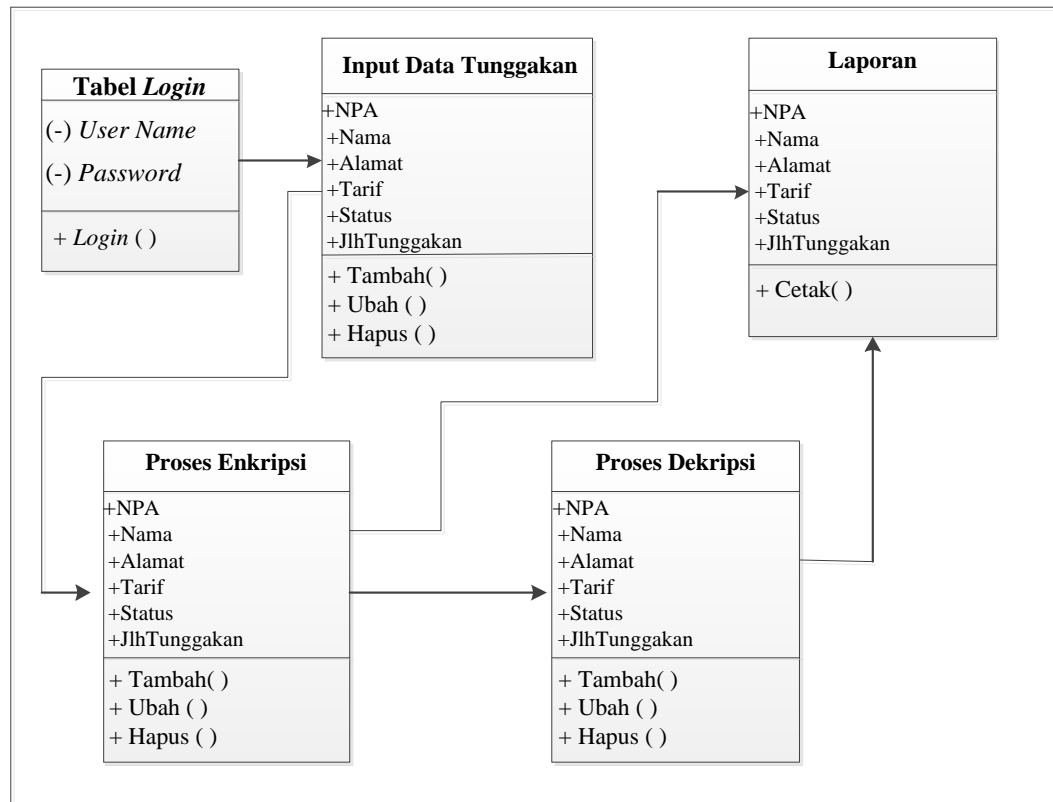 Tabel Login
(-) User Name
(-) Password
+ Login ( )
Input Data Tunggakan
+NPA
+Nama
+Alamat
+Tarif
+Status
+JlhTunggakan
+ Tambah( )
+ Ubah ( )
+ Hapus ( )
Laporan
+NPA
+Nama
+Alamat
+Tarif
+Status
+JlhTunggakan
+ Cetak( )
Proses Enkripsi
+NPA
+Nama
+Alamat
+Tarif
+Status
+JlhTunggakan
+ Tambah( )
+ Ubah ( )
+ Hapus ( )
Proses Dekripsi
+NPA
+Nama
+Alamat
+Tarif
+Status
+JlhTunggakan
+ Tambah( )
+ Ubah ( )
+ Hapus ( )